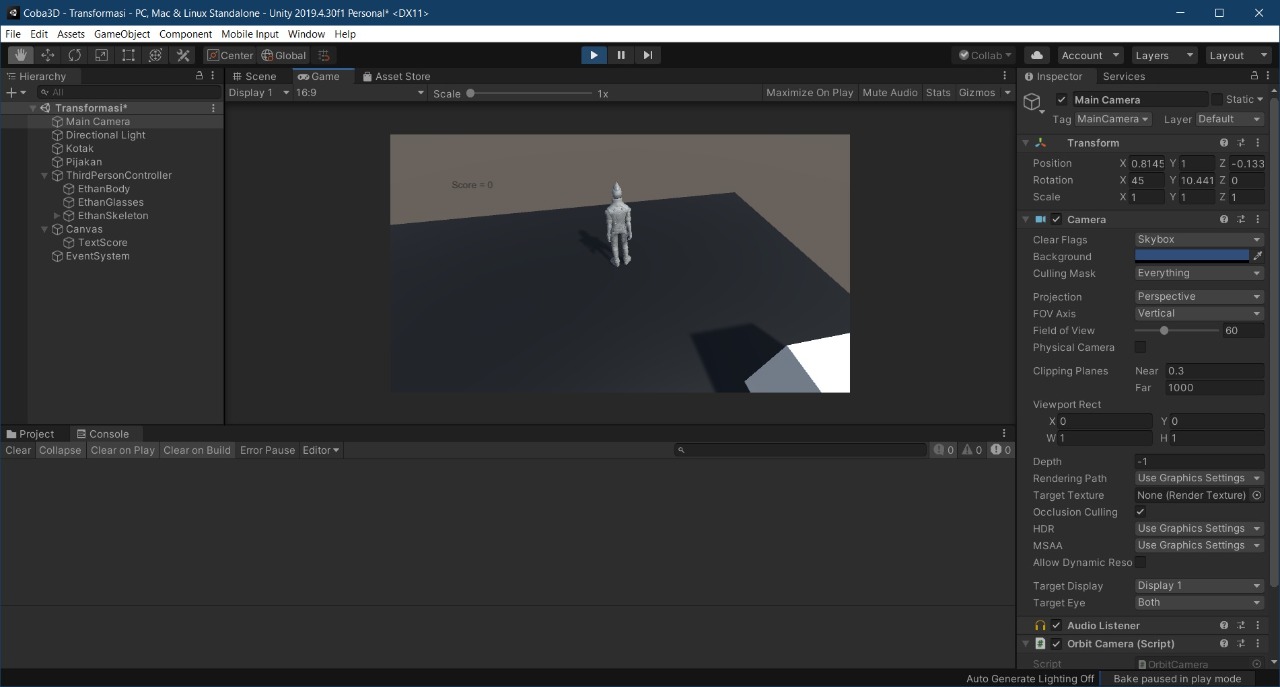 Coba3D - Transformasi - PC, Mac & Linux Standalone - Unity 2019.4.30f1 Personal* <DX11>
File Edit Assets GameObject Component Mobile Input Window Help
Center Global Collab Account Layers Layout
Hierarchy
All
Transformasi*
Main Camera
Directional Light
Kotak
Pijakan
ThirdPersonController
EthanBody
EthanGlasses
EthanSkeleton
Canvas
TextScore
EventSystem
Scene Game Asset Store
Display 1 16:9 Scale 1x Maximize On Play Mute Audio Stats Gizmos
Score = 0
Project Console
Clear Collapse Clear on Play Clear on Build Error Pause Editor 0 0 0
Inspector Services
Main Camera Static
Tag MainCamera Layer Default
Transform
Position X 0.8145 Y 1 Z -0.133
Rotation X 45 Y 10.441 Z 0
Scale X 1 Y 1 Z 1
Camera
Clear Flags Skybox
Background
Culling Mask Everything
Projection Perspective
FOV Axis Vertical
Field of View 60
Physical Camera
Clipping Planes Near 0.3
Far 1000
Viewport Rect
X 0 Y 0
W 1 H 1
Depth -1
Rendering Path Use Graphics Settings
Target Texture None (Render Texture)
Occlusion Culling
HDR Use Graphics Settings
MSAA Use Graphics Settings
Allow Dynamic Reso
Target Display Display 1
Target Eye Both
Audio Listener
Orbit Camera (Script)
Script OrbitCamera
Auto Generate Lighting Off Bake paused in play mode